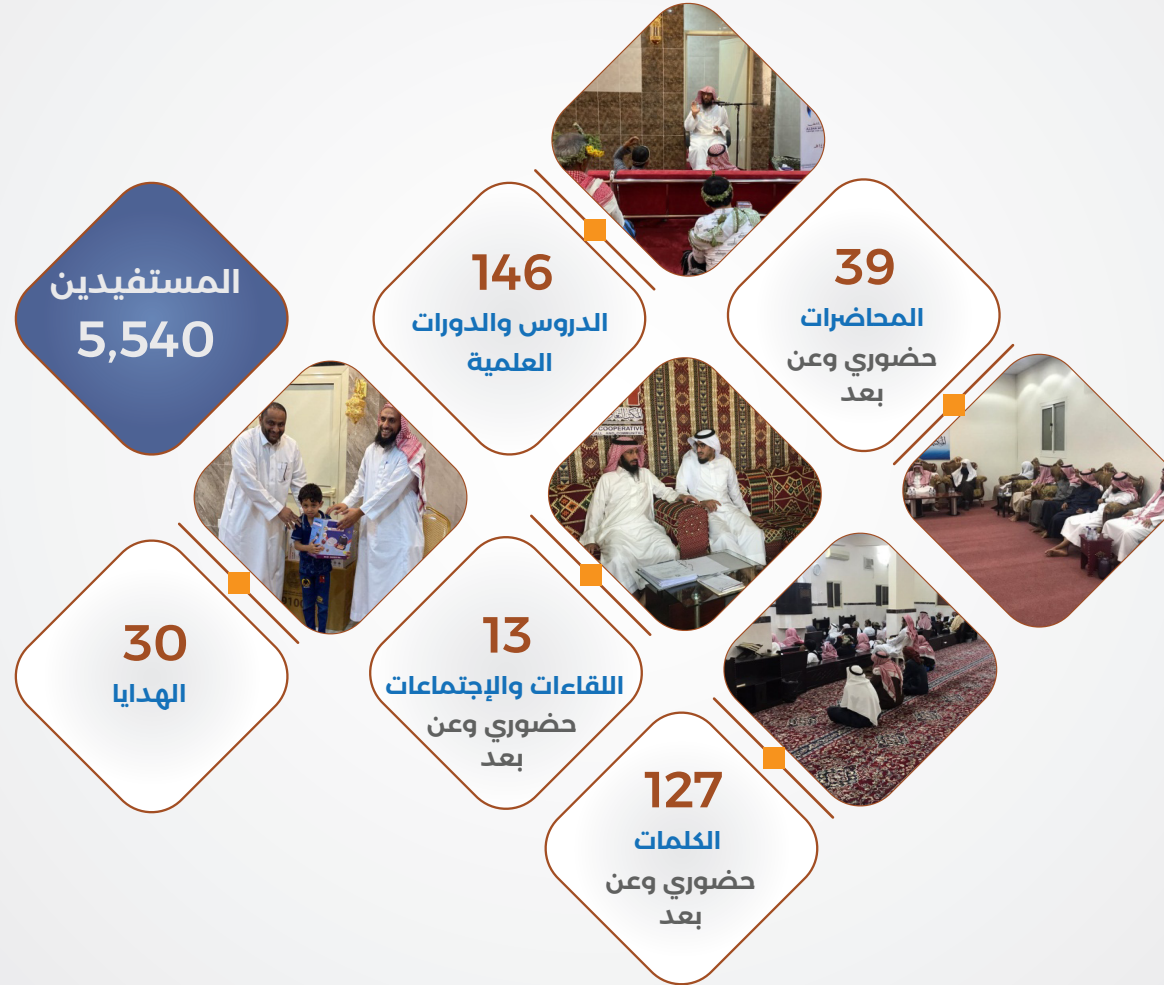 39
المحاضرات
حضوري وعن
بعد
146
الدروس والدورات
العلمية
المستفيدين
5,540
COOPERATIVE
127
الكلمات
حضوري وعن
بعد
13
اللقاءات والإجتماعات
حضوري وعن
بعد
30
الهدايا